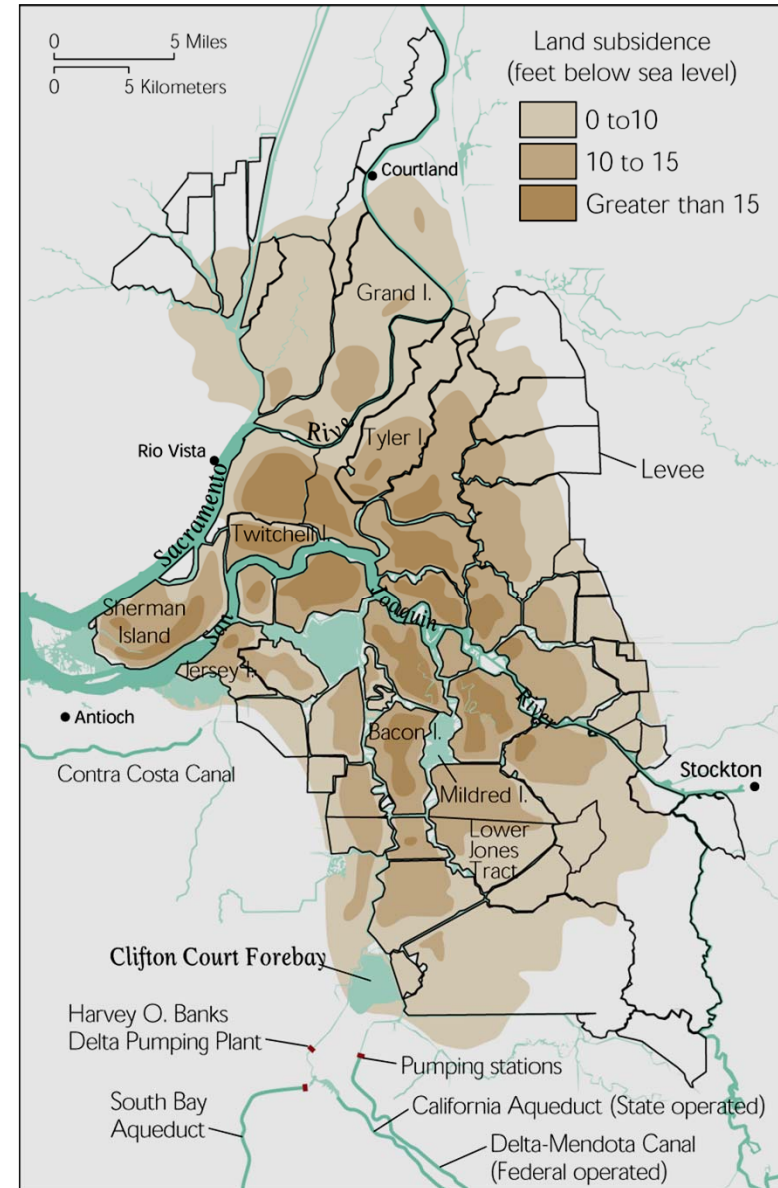 0 5 Miles
0 5 Kilometers
Land subsidence
(feet below sea level)
0 to10
10 to 15
Greater than 15
Courtland
Grand I.
River
Tyler I.
Rio Vista
Levee
Sacramento
Twitchell I.
Sherman
Island
San
Joaquin
River
Jersey I.
Antioch
Bacon I.
Contra Costa Canal
Stockton
Mildred I.
Lower
Jones
Tract
Clifton Court Forebay
Harvey O. Banks
Delta Pumping Plant
Pumping stations
South Bay
Aqueduct
California Aqueduct (State operated)
Delta-Mendota Canal
(Federal operated)